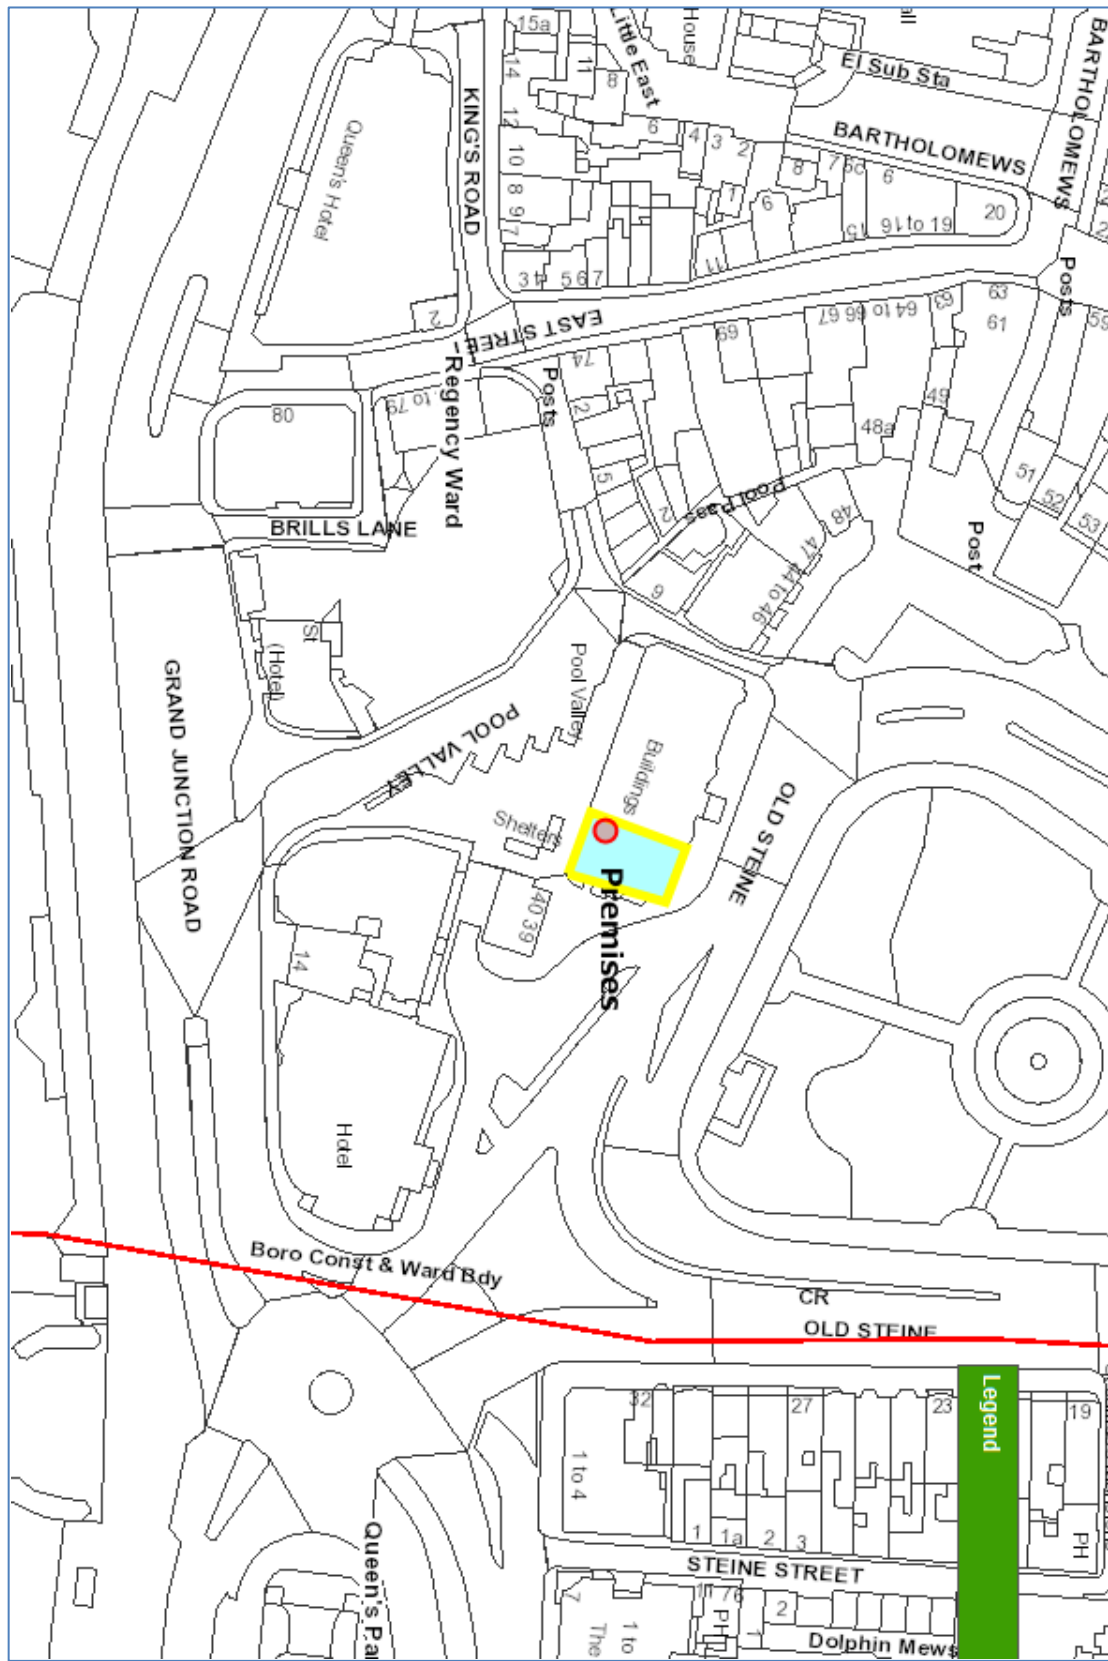 15a
14
12
10
8
9
7
11
8
Little East
House
El Sub Sta
BARTHOLOMEWS
BARTHOLOMEWS
KING'S ROAD
Queen's Hotel
2
6
4
3
2
1
8
7
6c
6
6
15
16 to 19
20
11
3
4
5
6
7
EAST STREET
Posts
63
61
63
64 to 66
67
69
74
Posts
Regency Ward
to 79
80
2
5
2
Pool Pass
48a
49
48
47
44 to 46
51
52
53
Post
BRILLS LANE
6
St
(Hotel)
Pool Valley
POOL VALLEY
GRAND JUNCTION ROAD
Buildings
OLD STEINE
Shelters
Premises
40
39
14
Hotel
Boro Const & Ward Bdy
CR
OLD STEINE
Legend
32
27
23
19
1 to 4
1
1a
2
3
PH
STEINE STREET
Queen's Pa
7
1 to
The
11
76
PH
2
1
Dolphin Mews